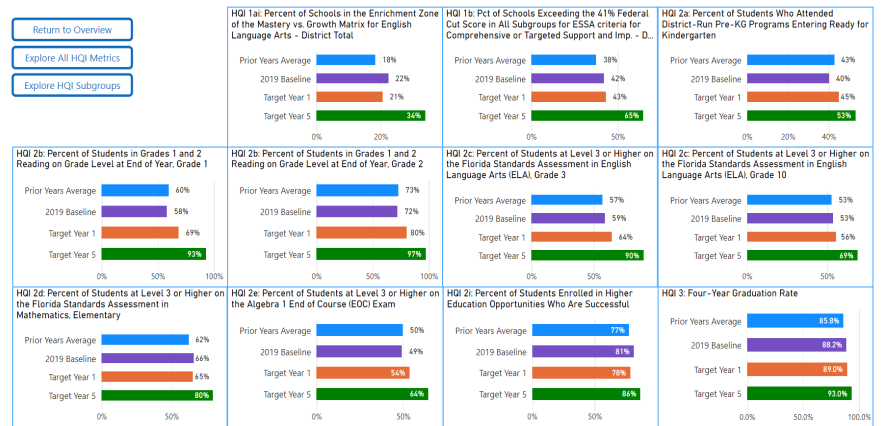 Return to Overview
Explore All HQI Metrics
Explore HQI Subgroups
HQI 1ai: Percent of Schools in the Enrichment Zone
of the Mastery vs. Growth Matrix for English
Language Arts - District Total
Prior Years Average
18%
2019 Baseline
22%
Target Year 1
21%
Target Year 5
34%
0%
20%
HQI 1b: Pct of Schools Exceeding the 41% Federal
Cut Score in All Subgroups for ESSA criteria for
Comprehensive or Targeted Support and Imp. - D...
Prior Years Average
38%
2019 Baseline
42%
Target Year 1
43%
Target Year 5
65%
0%
50%
HQI 2a: Percent of Students Who Attended
District-Run Pre-KG Programs Entering Ready for
Kindergarten
Prior Years Average
43%
2019 Baseline
40%
Target Year 1
45%
Target Year 5
53%
0%
20%
40%
HQI 2b: Percent of Students in Grades 1 and 2
Reading on Grade Level at End of Year, Grade 1
Prior Years Average
60%
2019 Baseline
58%
Target Year 1
69%
Target Year 5
93%
0%
50%
100%
HQI 2b: Percent of Students in Grades 1 and 2
Reading on Grade Level at End of Year, Grade 2
Prior Years Average
73%
2019 Baseline
72%
Target Year 1
80%
Target Year 5
97%
0%
50%
100%
HQI 2c: Percent of Students at Level 3 or Higher on
the Florida Standards Assessment in English
Language Arts (ELA), Grade 3
Prior Years Average
57%
2019 Baseline
59%
Target Year 1
64%
Target Year 5
90%
0%
50%
HQI 2c: Percent of Students at Level 3 or Higher on
the Florida Standards Assessment in English
Language Arts (ELA), Grade 10
Prior Years Average
53%
2019 Baseline
53%
Target Year 1
56%
Target Year 5
69%
0%
50%
HQI 2d: Percent of Students at Level 3 or Higher on
the Florida Standards Assessment in
Mathematics, Elementary
Prior Years Average
62%
2019 Baseline
66%
Target Year 1
65%
Target Year 5
80%
0%
50%
HQI 2e: Percent of Students at Level 3 or Higher on
the Algebra 1 End of Course (EOC) Exam
Prior Years Average
50%
2019 Baseline
49%
Target Year 1
54%
Target Year 5
64%
0%
50%
HQI 2i: Percent of Students Enrolled in Higher
Education Opportunities Who Are Successful
Prior Years Average
77%
2019 Baseline
81%
Target Year 1
78%
Target Year 5
86%
0%
50%
HQI 3: Four-Year Graduation Rate
Prior Years Average
85.8%
2019 Baseline
88.2%
Target Year 1
89.0%
Target Year 5
93.0%
0.0%
50.0%
100.0%